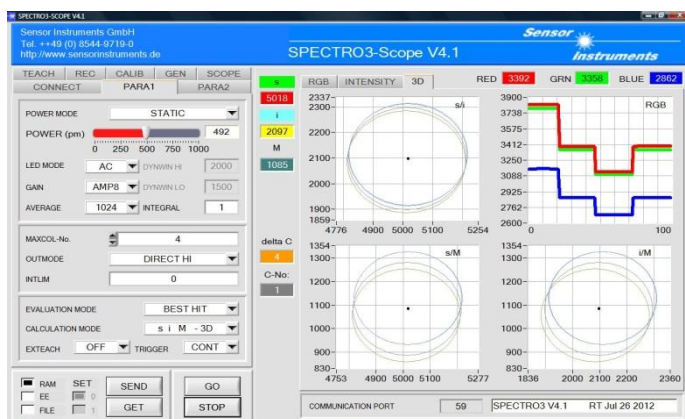 SPECTRO3-SCOPE V4.1
Sensor Instruments GmbH
Tel. ++49 (0) 8544-9719-0
http://www.sensorinstruments.de
SPECTRO3-Scope V4.1
Sensor Instruments
TEACH REC CALIB GEN SCOPE
CONNECT PARA1 PARA2
POWER MODE STATIC
POWER (pm) 492
0 250 500 750 1000
LED MODE AC DYNWIN HI 2000
GAIN AMP8 DYNWIN LO 1500
AVERAGE 1024 INTEGRAL 1
MAXCOL-No. 4
OUTMODE DIRECT HI
INTLIM 0
EVALUATION MODE BEST HIT
CALCULATION MODE s i M - 3D
EXTEACH OFF TRIGGER CONT
RAM SET SEND GO
EE 0
FILE 1 GET STOP
s
5018
i
2097
M
1085
delta C
4
C-No:
1
RGB INTENSITY 3D RED 3392 GRN 3358 BLUE 2862
s/i
2337
2300
2200
2100
2000
1900
1859
4776 4900 5000 5100 5254
RGB
3900
3738
3575
3412
3250
3088
2925
2762
2600
0 100
s/M
1354
1300
1200
1100
1000
900
830
4753 4900 5000 5100 5277
i/M
1354
1300
1200
1100
1000
900
830
1836 2000 2100 2200 2360
COMMUNICATION PORT 59 SPECTRO3 V4.0 RT Jul 26 2012